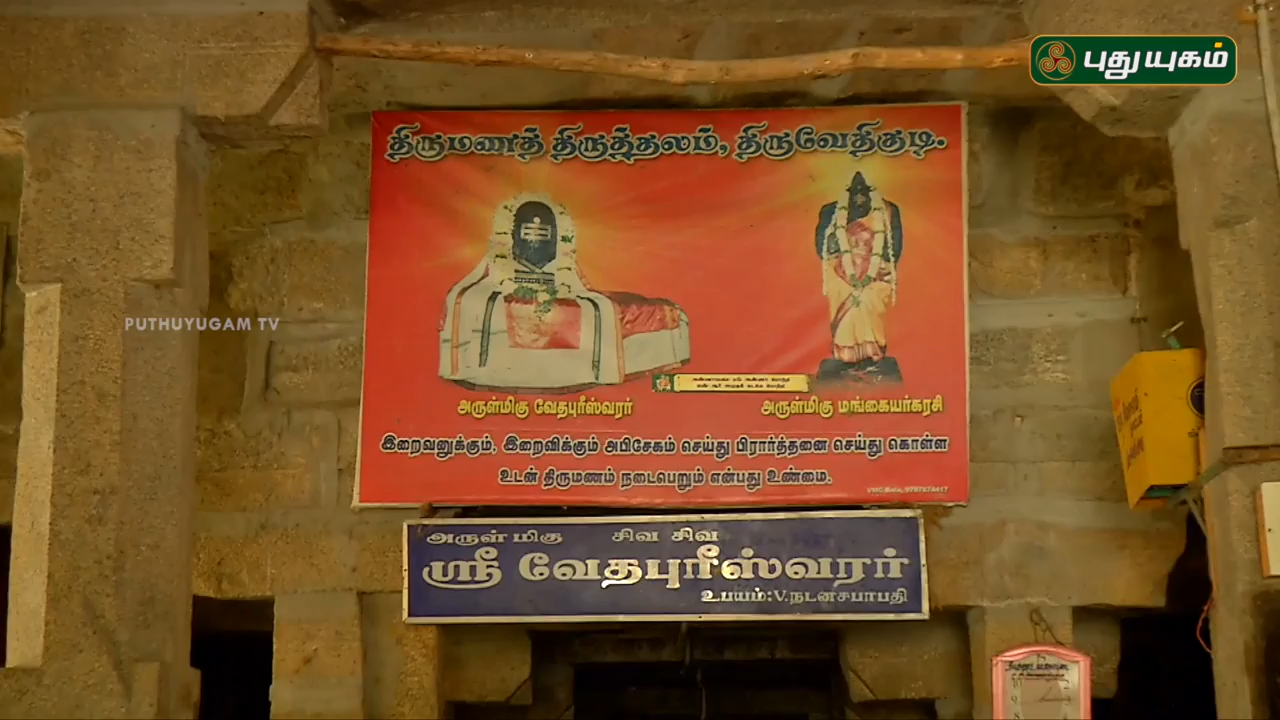 புதுயுகம்
திருமணத் திருத்தலம், திருவேதிகுடி.
PUTHUYUGAM TV
அருள்மிகு வேதபுரீஸ்வரர்
அருள்மிகு மங்கையர்கரசி
இறைவனுக்கும், இறைவிக்கும் அபிசேகம் செய்து பிரார்த்தனை செய்து கொள்ள
உடன் திருமணம் நடைபெறும் என்பது உண்மை.
அருள் மிகு சிவ சிவ
ஸ்ரீ வேதபுரீஸ்வரர்
உபயம்:V.நடனசபாபதி